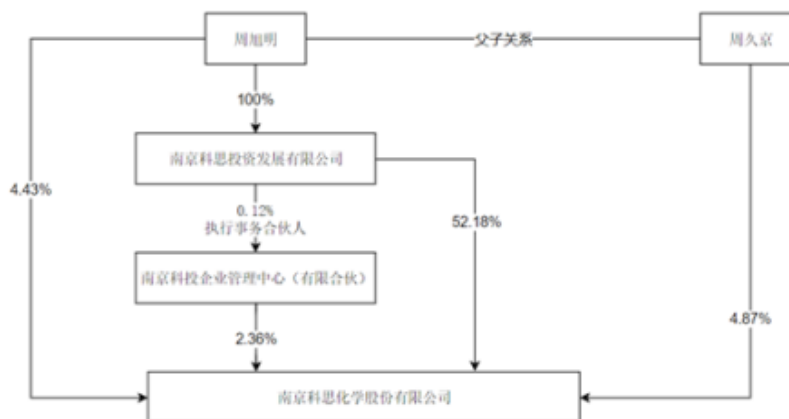 周旭明
父子关系
周久京
100%
南京科思投资发展有限公司
4.43%
0.12%
执行事务合伙人
52.18%
南京科投企业管理中心（有限合伙）
2.36%
4.87%
南京科思化学股份有限公司